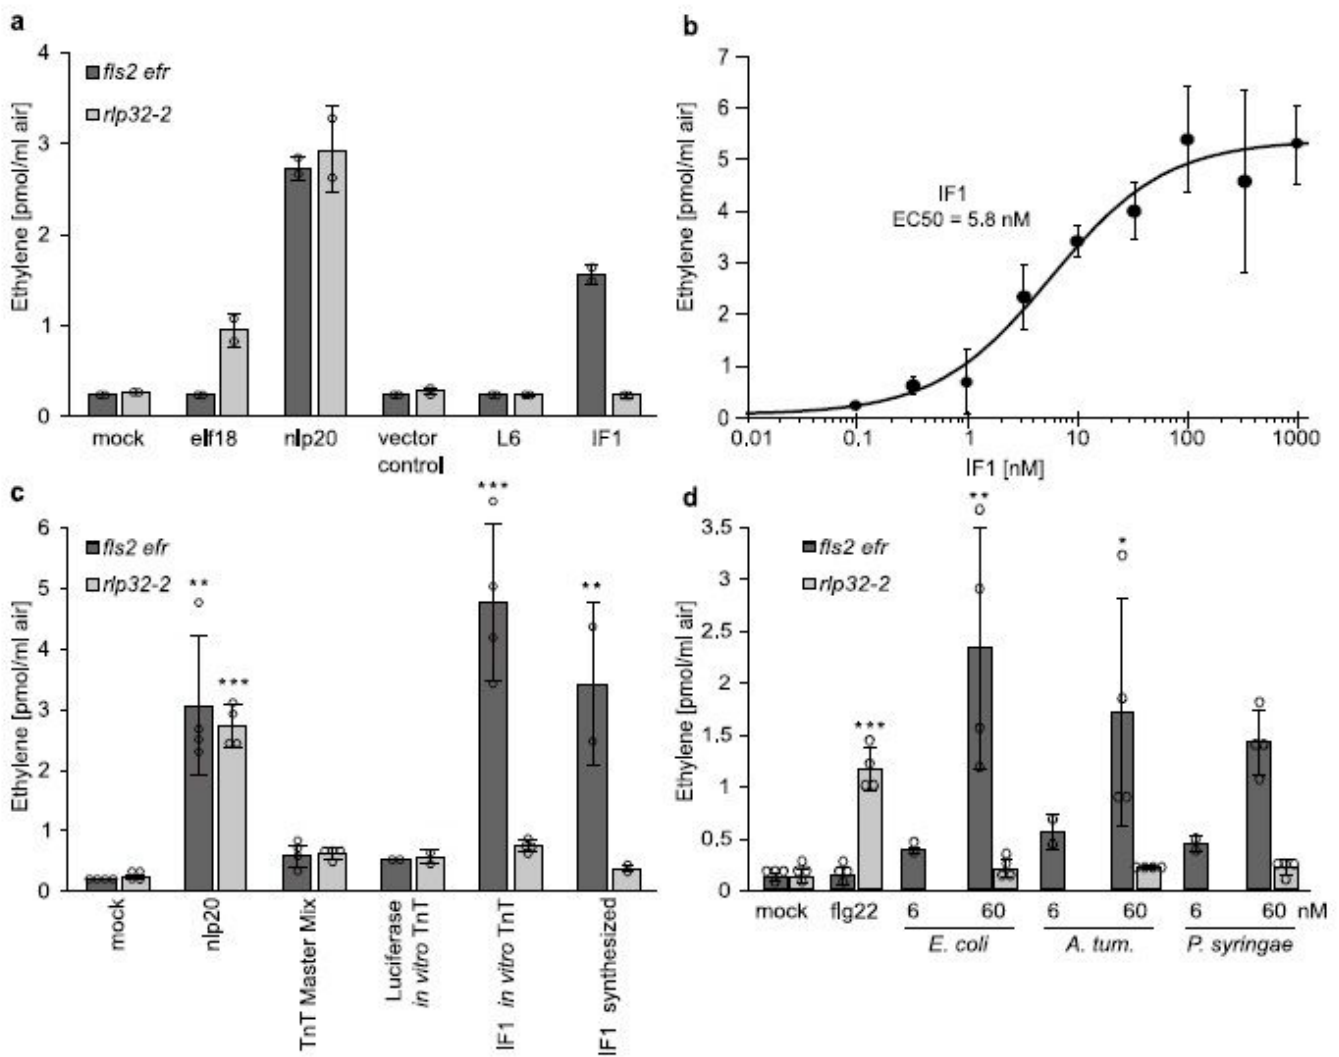 a
Ethylene [pmol/ml air]
4
3
2
1
0
fls2 efr
rlp32-2
mock
elf18
nlp20
vector
control
L6
IF1
b
Ethylene [pmol/ml air]
7
6
5
4
3
2
1
0
IF1
EC50 = 5.8 nM
0.01
0.1
1
10
100
1000
IF1 [nM]
c
Ethylene [pmol/ml air]
6
5
4
3
2
1
0
fls2 efr
rlp32-2
**
***
***
**
mock
nlp20
TnT Master Mix
Luciferase
in vitro TnT
IF1 in vitro TnT
IF1 synthesized
d
Ethylene [pmol/ml air]
3.5
3
2.5
2
1.5
1
0.5
0
fls2 efr
rlp32-2
***
**
*
mock
flg22
6
60
6
60
6
60 nM
E. coli
A. tum.
P. syringae